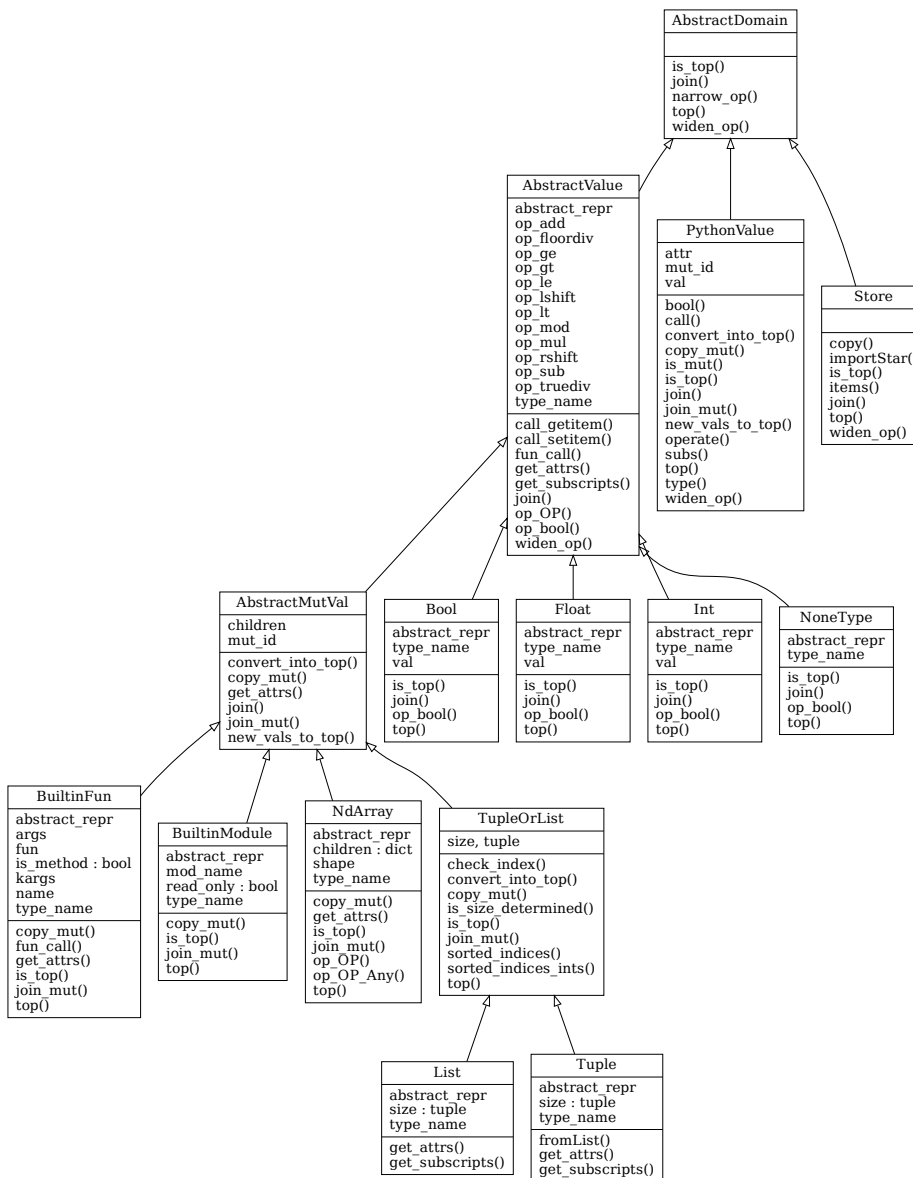 AbstractDomain
is_top()
join()
narrow_op()
top()
widen_op()
AbstractValue
abstract_repr
op_add
op_floordiv
op_ge
op_gt
op_le
op_lshift
op_lt
op_mod
op_mul
op_rshift
op_sub
op_truediv
type_name
call_getitem()
call_setitem()
fun_call()
get_attrs()
get_subscripts()
join()
op_OP()
op_bool()
widen_op()
PythonValue
attr
mut_id
val
bool()
call()
convert_into_top()
copy_mut()
is_mut()
is_top()
join()
join_mut()
new_vals_to_top()
operate()
subs()
top()
type()
widen_op()
Store
copy()
importStar(
is_top()
items()
join()
top()
widen_op()
AbstractMutVal
children
mut_id
convert_into_top()
copy_mut()
get_attrs()
join()
join_mut()
new_vals_to_top()
Bool
abstract_repr
type_name
val
is_top()
join()
op_bool()
top()
Float
abstract_repr
type_name
val
is_top()
join()
op_bool()
top()
Int
abstract_repr
type_name
val
is_top()
join()
op_bool()
top()
NoneType
abstract_repr
type_name
is_top()
join()
op_bool()
top()
BuiltinFun
abstract_repr
args
fun
is_method : bool
kargs
name
type_name
copy_mut()
fun_call()
get_attrs()
is_top()
join_mut()
top()
BuiltinModule
abstract_repr
mod_name
read_only : bool
type_name
copy_mut()
is_top()
join_mut()
top()
NdArray
abstract_repr
children : dict
shape
type_name
copy_mut()
get_attrs()
is_top()
join_mut()
op_OP()
op_OP_Any()
top()
TupleOrList
size, tuple
check_index()
convert_into_top()
copy_mut()
is_size_determined()
is_top()
join_mut()
sorted_indices()
sorted_indices_ints()
top()
List
abstract_repr
size : tuple
type_name
get_attrs()
get_subscripts()
Tuple
abstract_repr
size : tuple
type_name
fromList()
get_attrs()
get_subscripts()